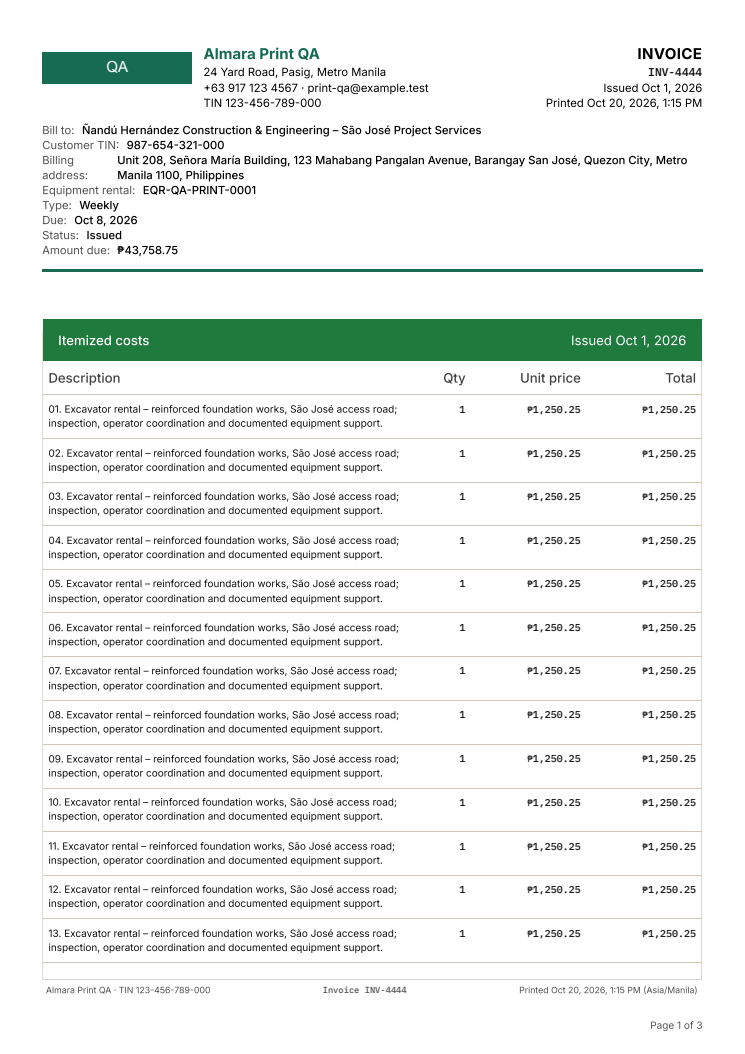 QA
Almara Print QA
24 Yard Road, Pasig, Metro Manila
+63 917 123 4567 · print-qa@example.test
TIN 123-456-789-000
INVOICE
INV-4444
Issued Oct 1, 2026
Printed Oct 20, 2026, 1:15 PM
Bill to: Ñandú Hernández Construction & Engineering – São José Project Services
Customer TIN: 987-654-321-000
Billing address: Unit 208, Señora María Building, 123 Mahabang Pangalan Avenue, Barangay San José, Quezon City, Metro
Manila 1100, Philippines
Equipment rental: EQR-QA-PRINT-0001
Type: Weekly
Due: Oct 8, 2026
Status: Issued
Amount due: ₱43,758.75
Itemized costs Issued Oct 1, 2026
Description Qty Unit price Total
01. Excavator rental – reinforced foundation works, São José access road; 1 ₱1,250.25 ₱1,250.25
inspection, operator coordination and documented equipment support.
02. Excavator rental – reinforced foundation works, São José access road; 1 ₱1,250.25 ₱1,250.25
inspection, operator coordination and documented equipment support.
03. Excavator rental – reinforced foundation works, São José access road; 1 ₱1,250.25 ₱1,250.25
inspection, operator coordination and documented equipment support.
04. Excavator rental – reinforced foundation works, São José access road; 1 ₱1,250.25 ₱1,250.25
inspection, operator coordination and documented equipment support.
05. Excavator rental – reinforced foundation works, São José access road; 1 ₱1,250.25 ₱1,250.25
inspection, operator coordination and documented equipment support.
06. Excavator rental – reinforced foundation works, São José access road; 1 ₱1,250.25 ₱1,250.25
inspection, operator coordination and documented equipment support.
07. Excavator rental – reinforced foundation works, São José access road; 1 ₱1,250.25 ₱1,250.25
inspection, operator coordination and documented equipment support.
08. Excavator rental – reinforced foundation works, São José access road; 1 ₱1,250.25 ₱1,250.25
inspection, operator coordination and documented equipment support.
09. Excavator rental – reinforced foundation works, São José access road; 1 ₱1,250.25 ₱1,250.25
inspection, operator coordination and documented equipment support.
10. Excavator rental – reinforced foundation works, São José access road; 1 ₱1,250.25 ₱1,250.25
inspection, operator coordination and documented equipment support.
11. Excavator rental – reinforced foundation works, São José access road; 1 ₱1,250.25 ₱1,250.25
inspection, operator coordination and documented equipment support.
12. Excavator rental – reinforced foundation works, São José access road; 1 ₱1,250.25 ₱1,250.25
inspection, operator coordination and documented equipment support.
13. Excavator rental – reinforced foundation works, São José access road; 1 ₱1,250.25 ₱1,250.25
inspection, operator coordination and documented equipment support.
Almara Print QA · TIN 123-456-789-000 Invoice INV-4444 Printed Oct 20, 2026, 1:15 PM (Asia/Manila)
Page 1 of 3